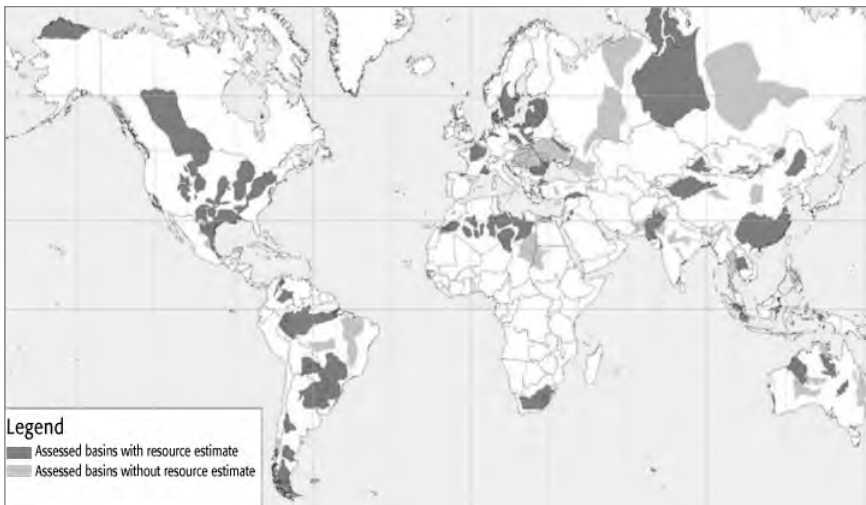 Legend
Assessed basins with resource estimate
Assessed basins without resource estimate